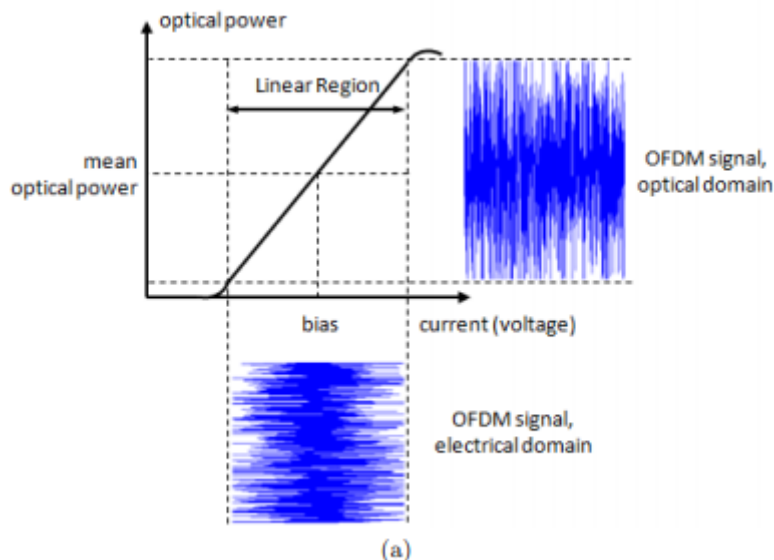 optical power
Linear Region
mean
optical power
OFDM signal,
optical domain
bias
current (voltage)
OFDM signal,
electrical domain
(a)